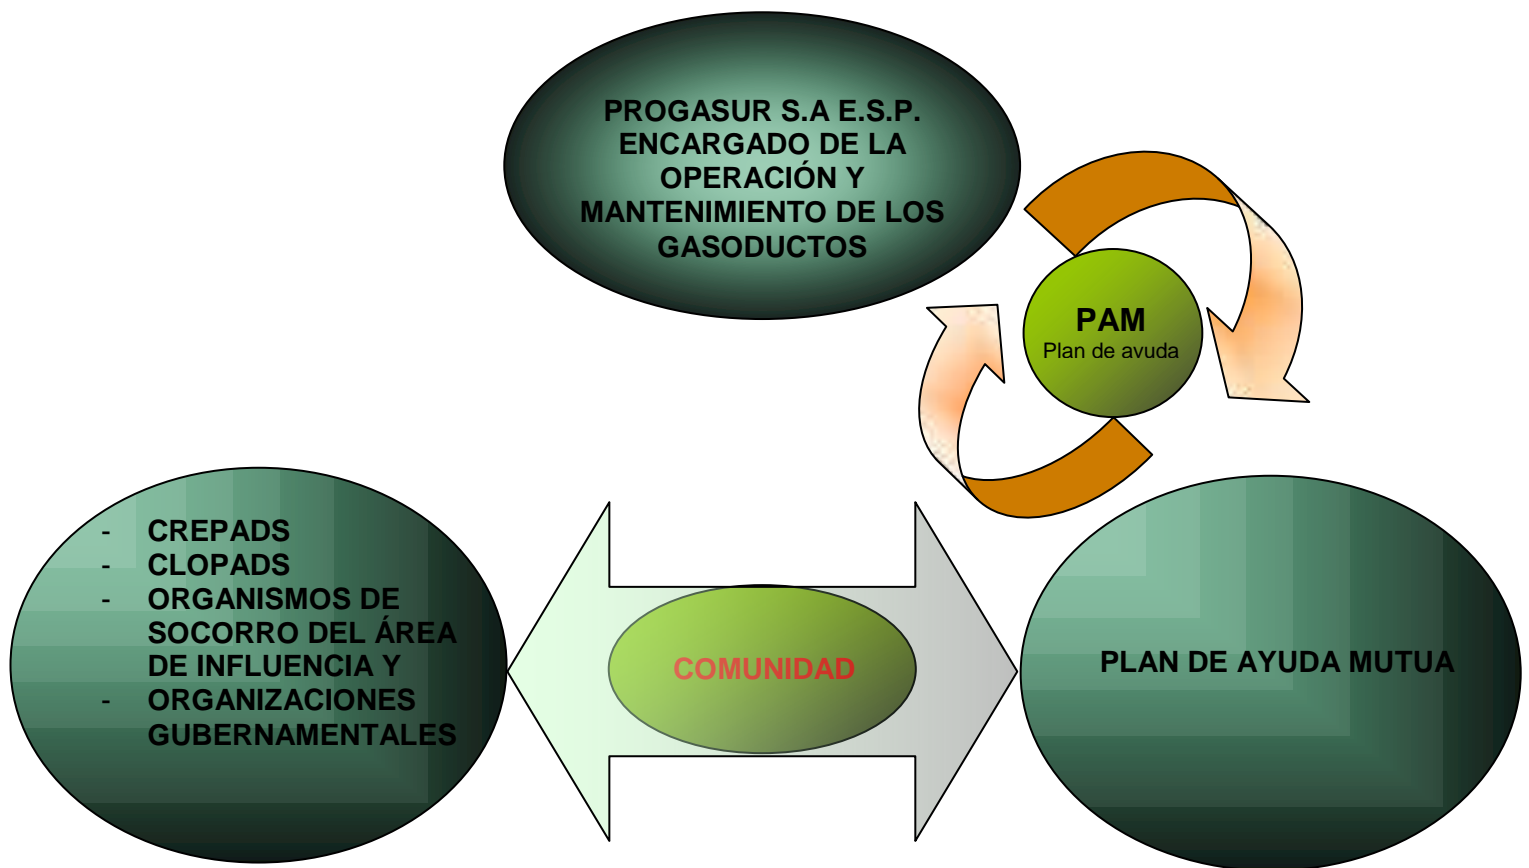 PROGASUR S.A E.S.P.
ENCARGADO DE LA
OPERACIÓN Y
MANTENIMIENTO DE LOS
GASODUCTOS
PAM
Plan de ayuda
- CREPADS
- CLOPADS
- ORGANISMOS DE
SOCORRO DEL ÁREA
DE INFLUENCIA Y
- ORGANIZACIONES
GUBERNAMENTALES
COMUNIDAD
PLAN DE AYUDA MUTUA